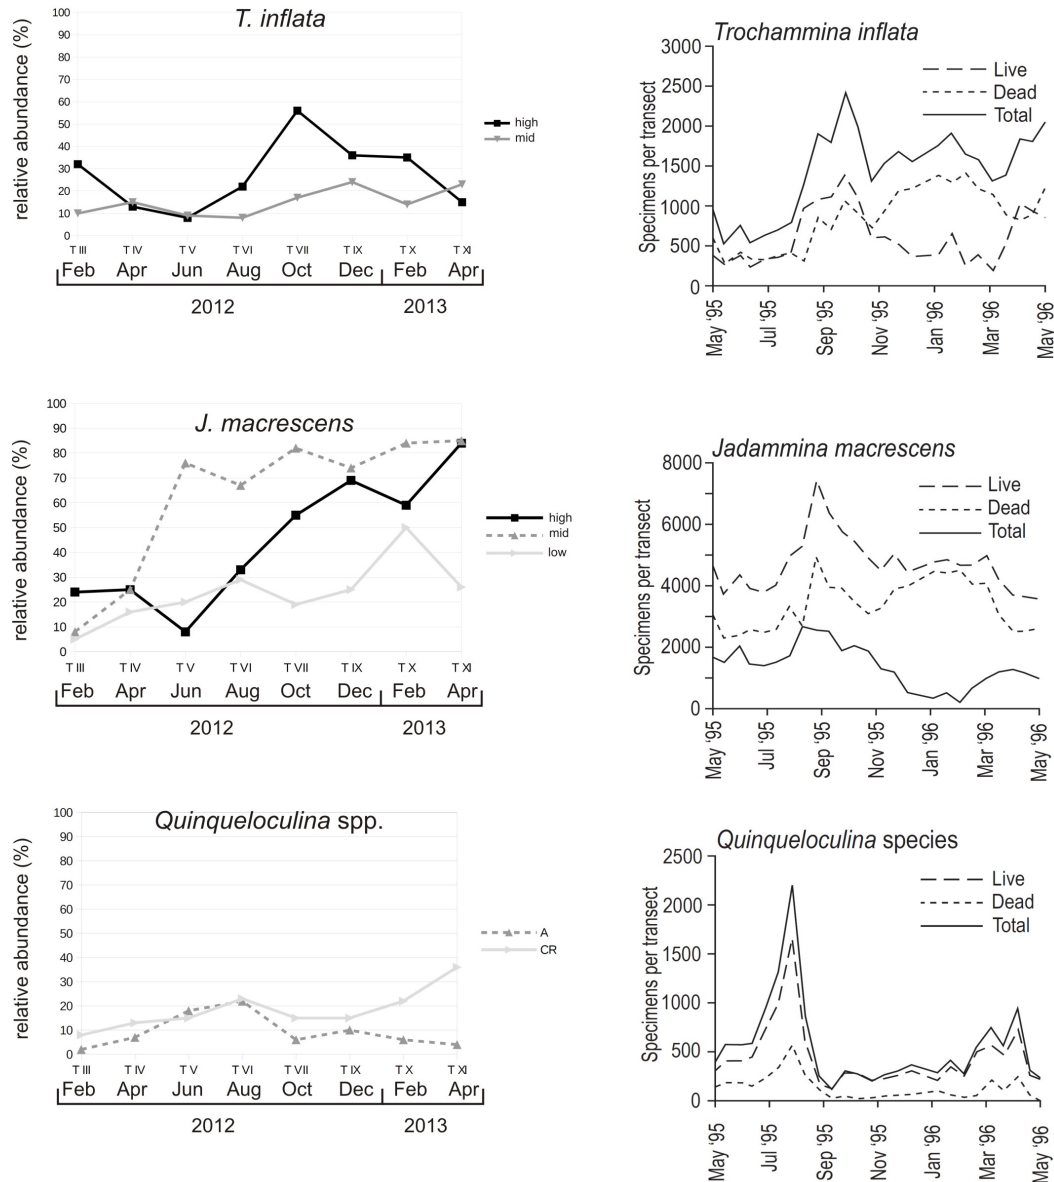 T. inflata
relative abundance (%)
100
90
80
70
60
50
40
30
20
10
0
T III T IV T V T VI T VII T IX T X T XI
Feb Apr Jun Aug Oct Dec Feb Apr
2012 2013
high
mid
Trochammina inflata
Specimens per transect
3000
2500
2000
1500
1000
500
0
Live
Dead
Total
May '95 Jul '95 Sep '95 Nov '95 Jan '96 Mar '96 May '96
J. macrescens
relative abundance (%)
100
90
80
70
60
50
40
30
20
10
0
T III T IV T V T VI T VII T IX T X T XI
Feb Apr Jun Aug Oct Dec Feb Apr
2012 2013
high
mid
low
Jadammina macrescens
Specimens per transect
8000
6000
4000
2000
0
Live
Dead
Total
May '95 Jul '95 Sep '95 Nov '95 Jan '96 Mar '96 May '96
Quinqueloculina spp.
relative abundance (%)
100
90
80
70
60
50
40
30
20
10
0
T III T IV T V T VI T VII T IX T X T XI
Feb Apr Jun Aug Oct Dec Feb Apr
2012 2013
A
CR
Quinqueloculina species
Specimens per transect
2500
2000
1500
1000
500
0
Live
Dead
Total
May '95 Jul '95 Sep '95 Nov '95 Jan '96 Mar '96 May '96